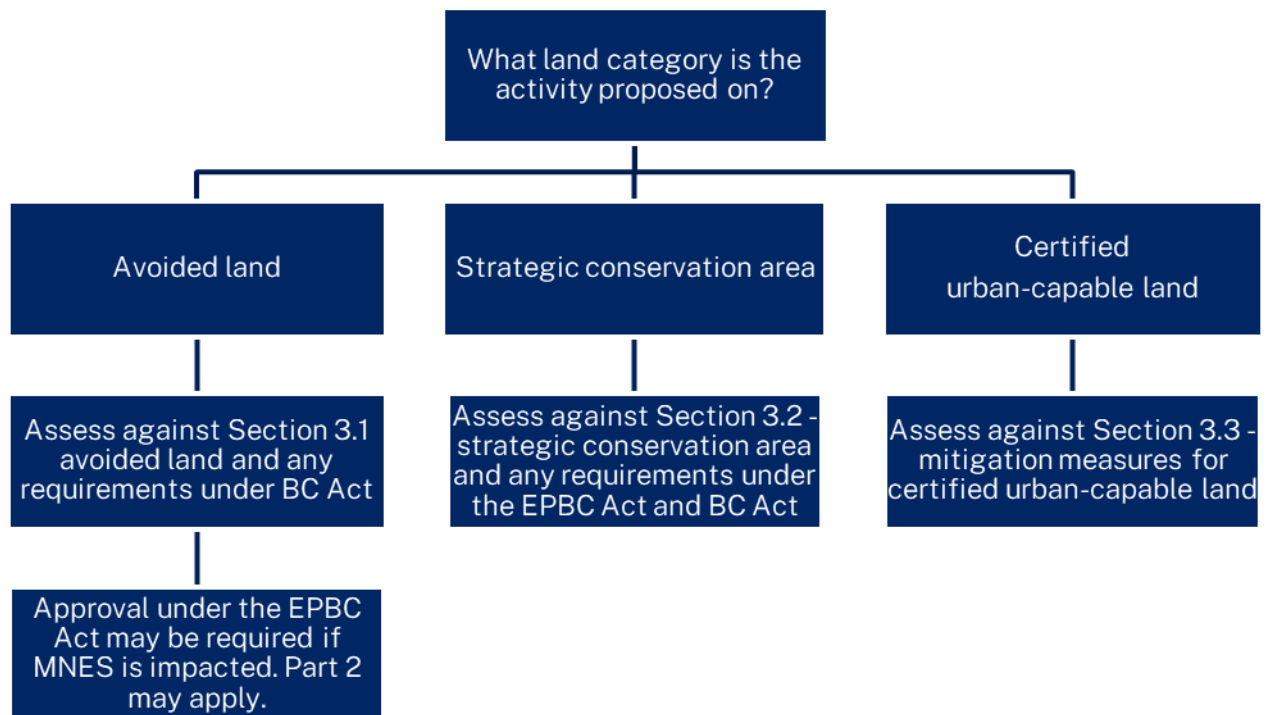 What land category is the
activity proposed on?
Avoided land
Strategic conservation area
Certified
urban-capable land
Assess against Section 3.1
avoided land and any
requirements under BC Act
Assess against Section 3.2 -
strategic conservation area
and any requirements under
the EPBC Act and BC Act
Assess against Section 3.3 -
mitigation measures for
certified urban-capable land
Approval under the EPBC
Act may be required if
MNES is impacted. Part 2
may apply.